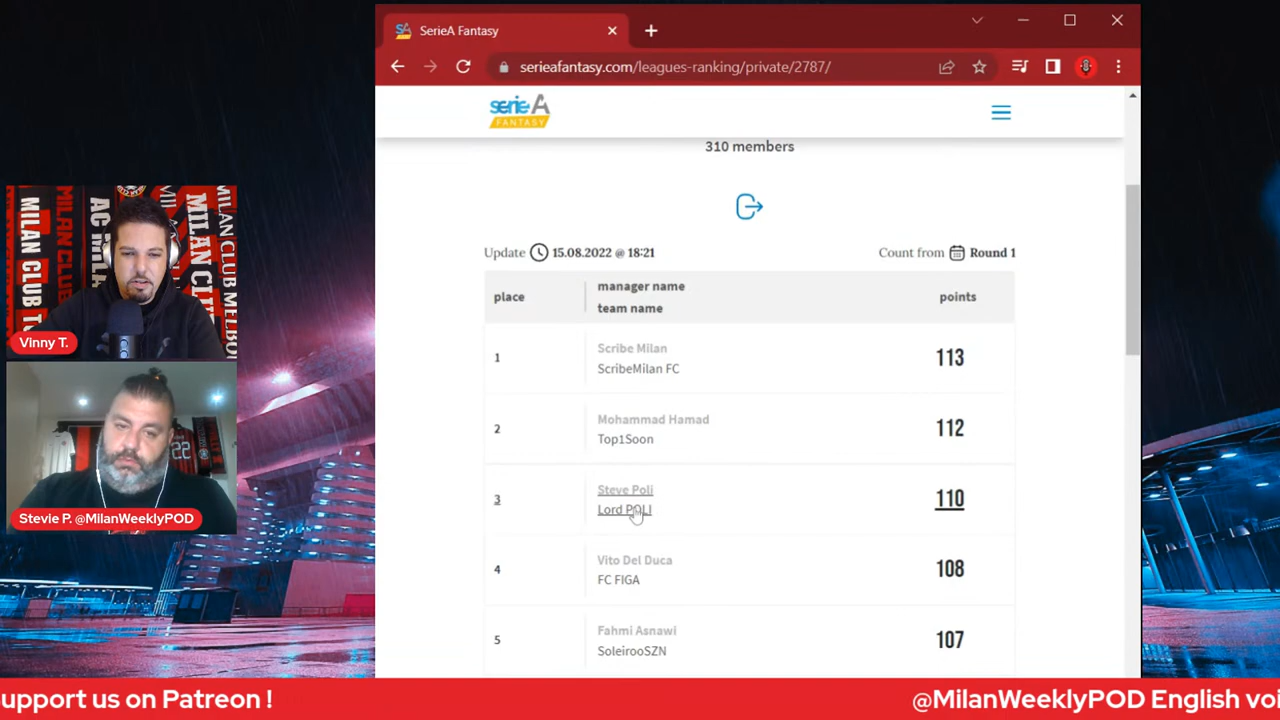 SerieA Fantasy
serieafantasy.com/leagues-ranking/private/2787/
serie A
FANTASY
310 members
Update 15.08.2022 @ 18:21
Count from Round 1
place
manager name
team name
points
1
Scribe Milan
ScribeMilan FC
113
2
Mohammad Hamad
Top1Soon
112
3
Steve Poli
Lord POLI
110
4
Vito Del Duca
FC FIGA
108
5
Fahmi Asnawi
SoleirooSZN
107
MILAN CLUB
AC
MILAN CLUB
Vinny T.
22
Stevie P. @MilanWeeklyPOD
upport us on Patreon !
@MilanWeeklyPOD English voi